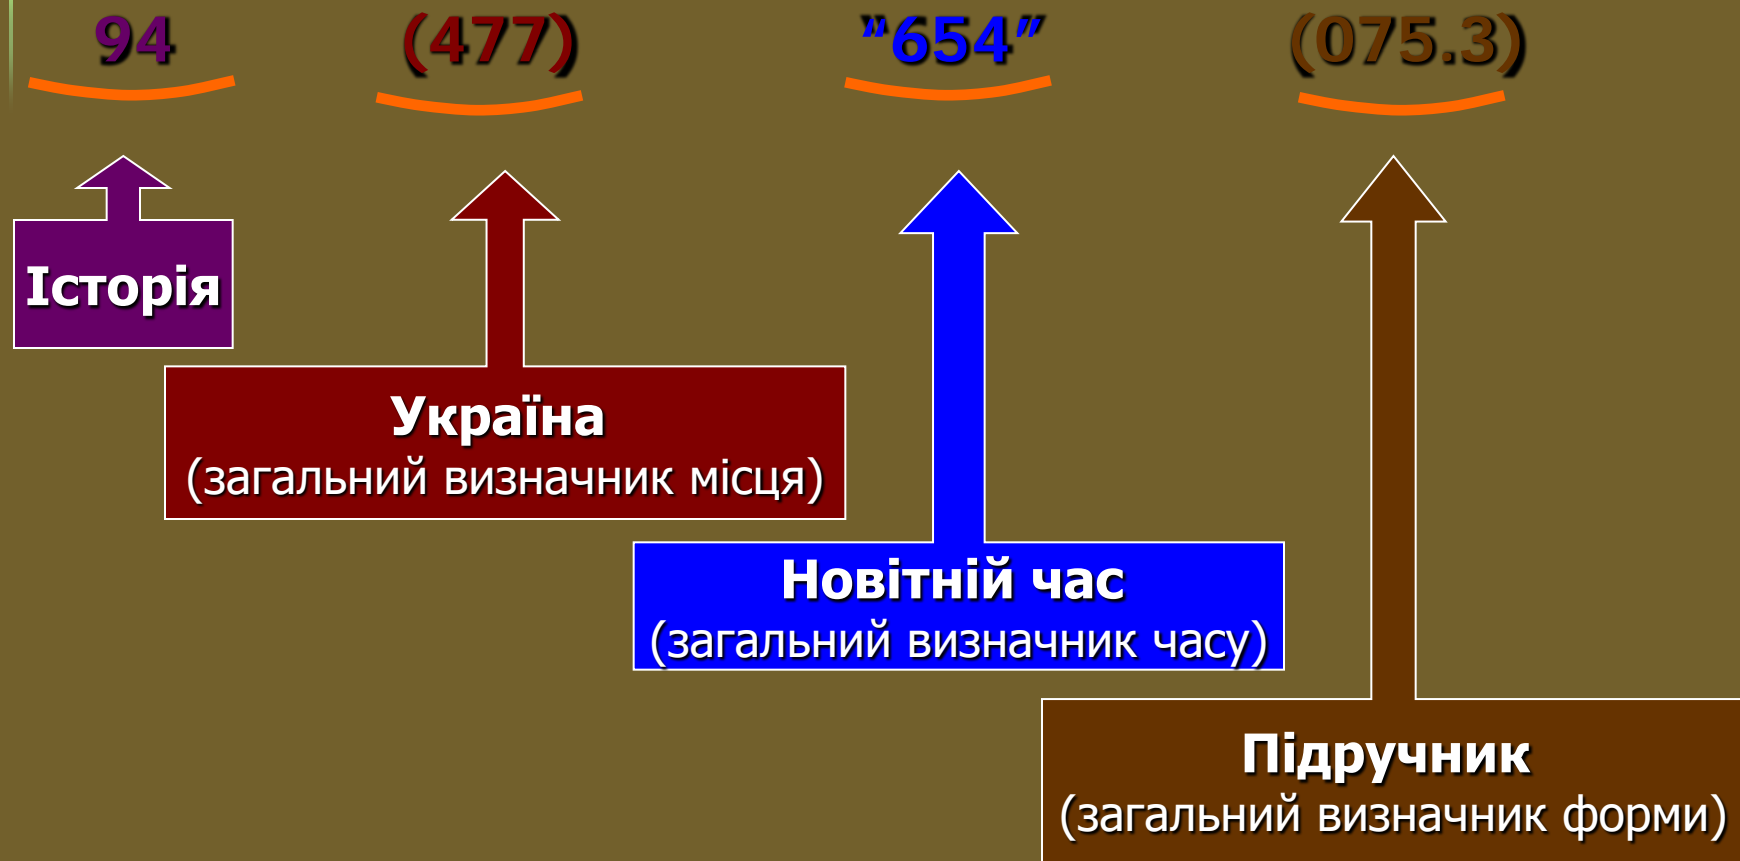 94 (477) “654” (075.3)
Історія
Україна
(загальний визначник місця)
Новітній час
(загальний визначник часу)
Підручник
(загальний визначник форми)